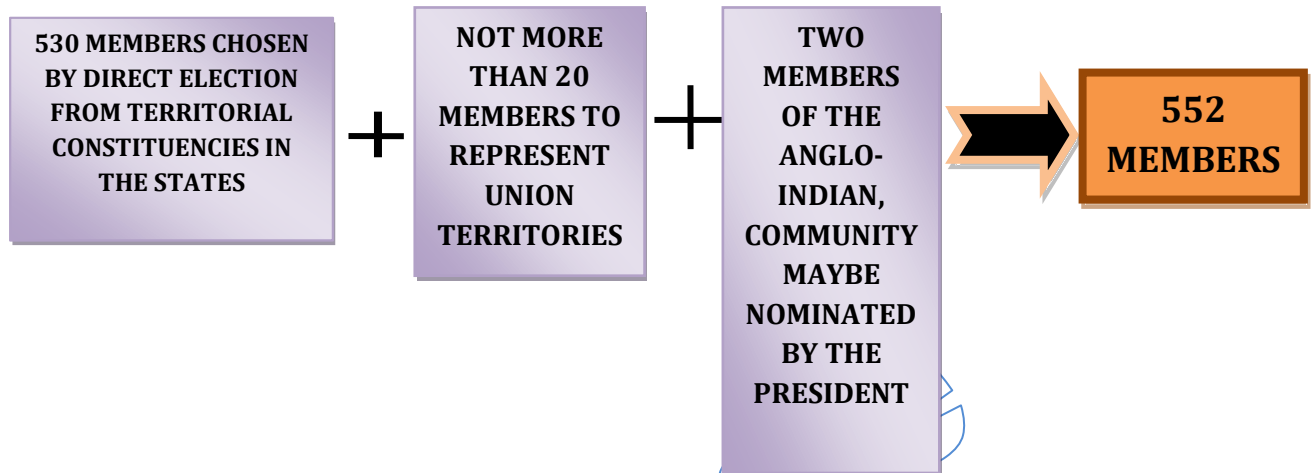 530 MEMBERS CHOSEN
BY DIRECT ELECTION
FROM TERRITORIAL
CONSTITUENCIES IN
THE STATES
+
NOT MORE
THAN 20
MEMBERS TO
REPRESENT
UNION
TERRITORIES
+
TWO
MEMBERS
OF THE
ANGLO-
INDIAN,
COMMUNITY
MAYBE
NOMINATED
BY THE
PRESIDENT
552
MEMBERS